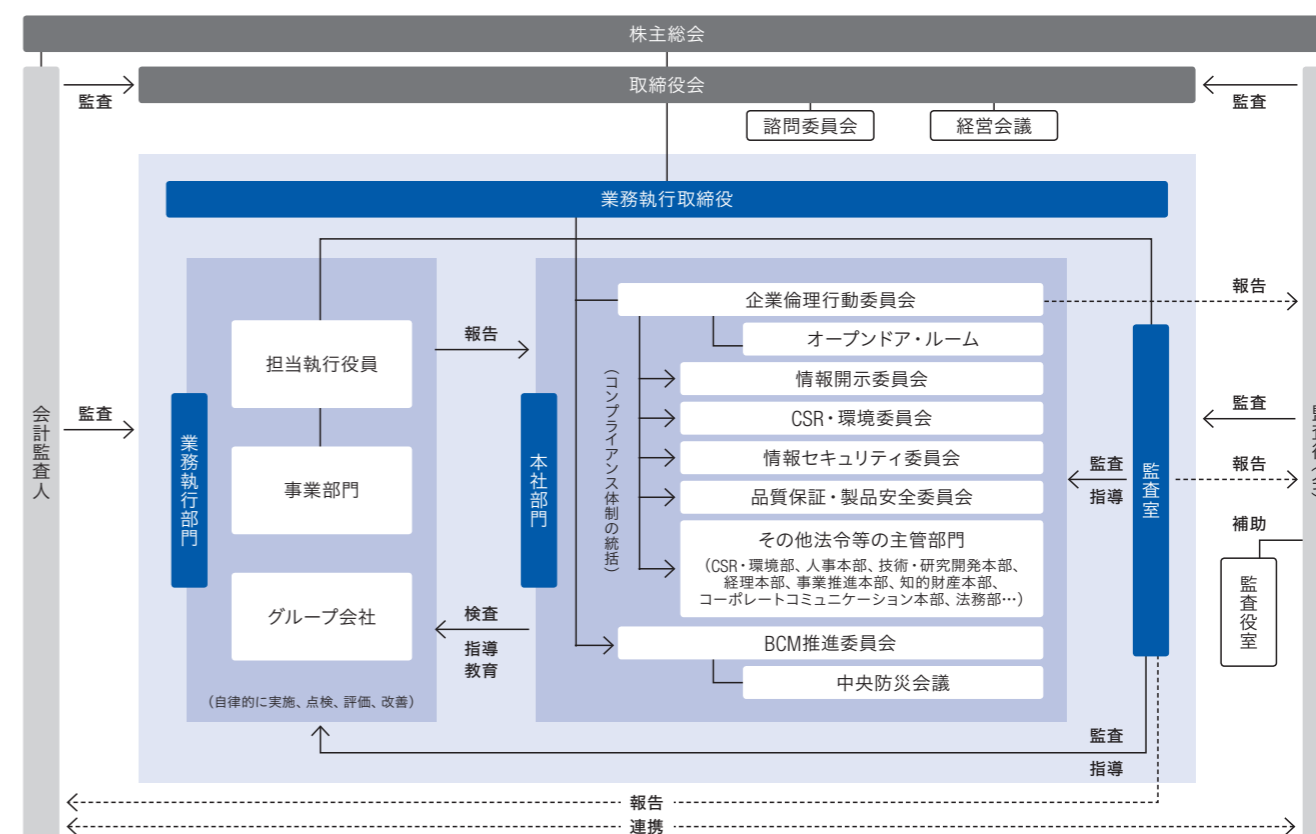 株主総会
取締役会
監査
監査
諮問委員会
経営会議
業務執行取締役
会計監査人
監査
業務執行部門
担当執行役員
事業部門
グループ会社
(自律的に実施、点検、評価、改善)
報告
検査
指導
教育
本社部門
企業倫理行動委員会
オープンドア・ルーム
(コンプライアンス体制の統括)
情報開示委員会
CSR・環境委員会
情報セキュリティ委員会
品質保証・製品安全委員会
その他法令等の主管部門
(CSR・環境部、人事本部、技術・研究開発本部、
経理本部、事業推進本部、知的財産本部、
コーポレートコミュニケーション本部、法務部…)
BCM推進委員会
中央防災会議
監査
指導
監査室
報告
監査
報告
補助
監査役室
監査
指導
報告
連携